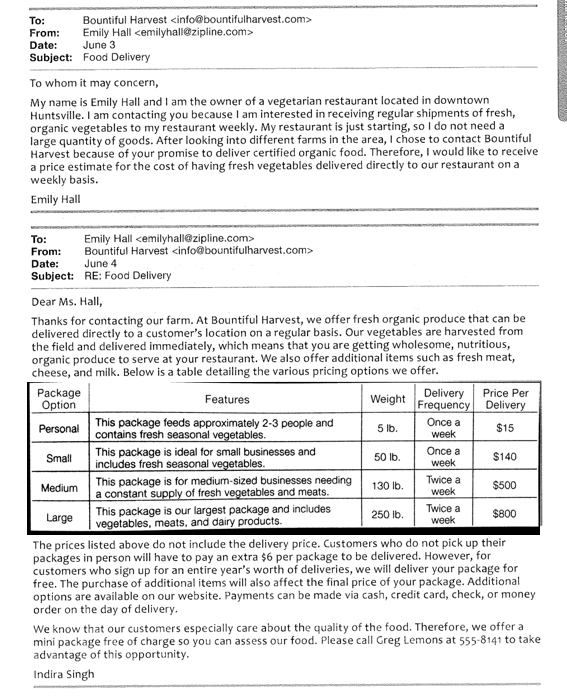 To: Bountiful Harvest <info@bountifulharvest.com>
From: Emily Hall <emilyhall@zipline.com>
Date: June 3
Subject: Food Delivery
To whom it may concern,
My name is Emily Hall and I am the owner of a vegetarian restaurant located in downtown
Huntsville. I am contacting you because I am interested in receiving regular shipments of fresh,
organic vegetables to my restaurant weekly. My restaurant is just starting, so I do not need a
large quantity of goods. After looking into different farms in the area, I chose to contact Bountiful
Harvest because of your promise to deliver certified organic food. Therefore, I would like to receive
a price estimate for the cost of having fresh vegetables delivered directly to our restaurant on a
weekly basis.
Emily Hall
To: Emily Hall <emilyhall@zipline.com>
From: Bountiful Harvest <info@bountifulharvest.com>
Date: June 4
Subject: RE: Food Delivery
Dear Ms. Hall,
Thanks for contacting our farm. At Bountiful Harvest, we offer fresh organic produce that can be
delivered directly to a customer's location on a regular basis. Our vegetables are harvested from
the field and delivered immediately, which means that you are getting wholesome, nutritious,
organic produce to serve at your restaurant. We also offer additional items such as fresh meat,
cheese, and milk. Below is a table detailing the various pricing options we offer.
Package Option Features Weight Delivery Frequency Price Per Delivery
Personal This package feeds approximately 2-3 people and contains fresh seasonal vegetables. 5 lb. Once a week $15
Small This package is ideal for small businesses and includes fresh seasonal vegetables. 50 lb. Once a week $140
Medium This package is for medium-sized businesses needing a constant supply of fresh vegetables and meats. 130 lb. Twice a week $500
Large This package is our largest package and includes vegetables, meats, and dairy products. 250 lb. Twice a week $800
The prices listed above do not include the delivery price. Customers who do not pick up their
packages in person will have to pay an extra $6 per package to be delivered. However, for
customers who sign up for an entire year's worth of deliveries, we will deliver your package for
free. The purchase of additional items will also affect the final price of your package. Additional
options are available on our website. Payments can be made via cash, credit card, check, or money
order on the day of delivery.
We know that our customers especially care about the quality of the food. Therefore, we offer a
mini package free of charge so you can assess our food. Please call Greg Lemons at 555-8141 to take
advantage of this opportunity.
Indira Singh